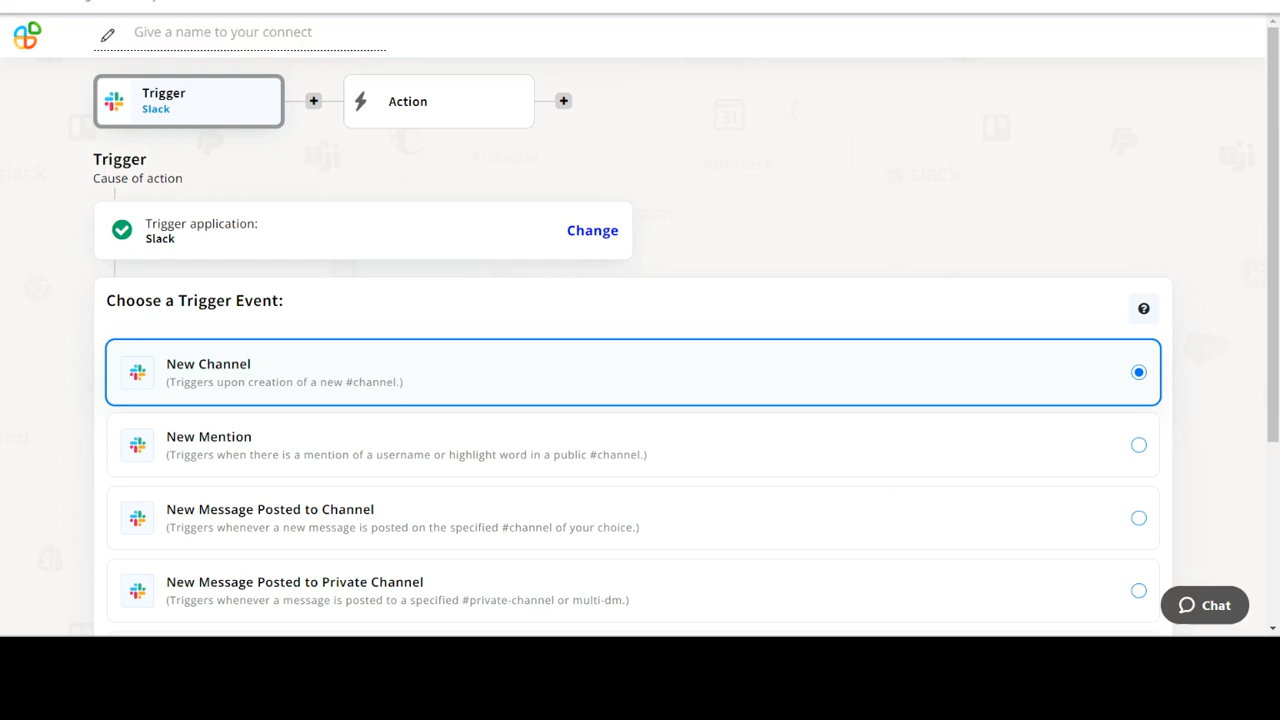 Give a name to your connect
Trigger
Slack
Action
Trigger
Cause of action
Trigger application:
Slack
Change
Choose a Trigger Event:
New Channel
(Triggers upon creation of a new #channel.)
New Mention
(Triggers when there is a mention of a username or highlight word in a public #channel.)
New Message Posted to Channel
(Triggers whenever a new message is posted on the specified #channel of your choice.)
New Message Posted to Private Channel
(Triggers whenever a message is posted to a specified #private-channel or multi-dm.)
Chat
31
Airtable
slack
slack